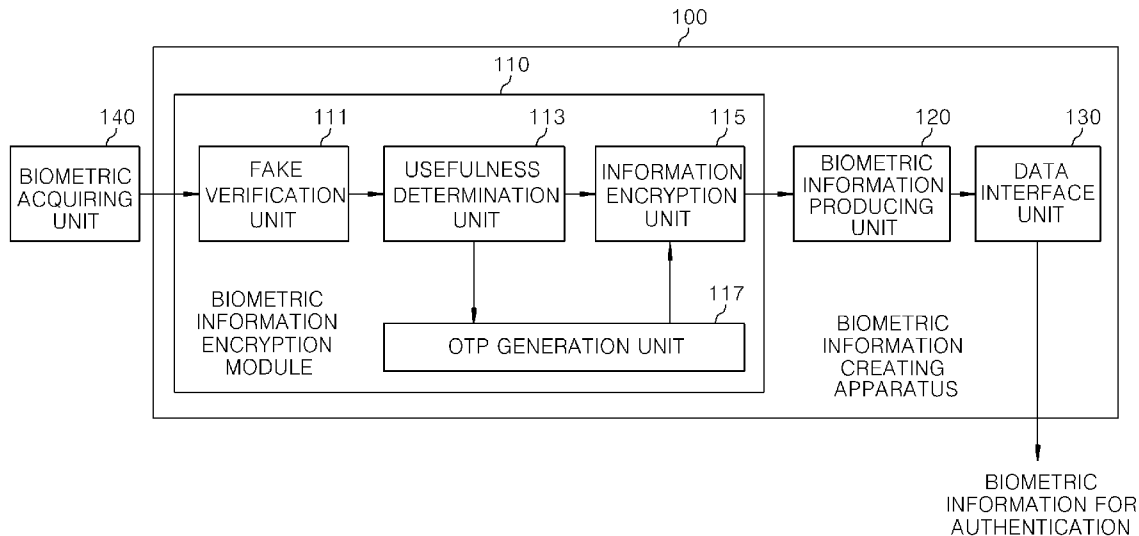 100
110
140
111
113
115
120
130
BIOMETRIC
ACQUIRING
UNIT
FAKE
VERIFICATION
UNIT
USEFULNESS
DETERMINATION
UNIT
INFORMATION
ENCRYPTION
UNIT
BIOMETRIC
INFORMATION
PRODUCING
UNIT
DATA
INTERFACE
UNIT
BIOMETRIC
INFORMATION
ENCRYPTION
MODULE
117
OTP GENERATION UNIT
BIOMETRIC
INFORMATION
CREATING
APPARATUS
BIOMETRIC
INFORMATION FOR
AUTHENTICATION